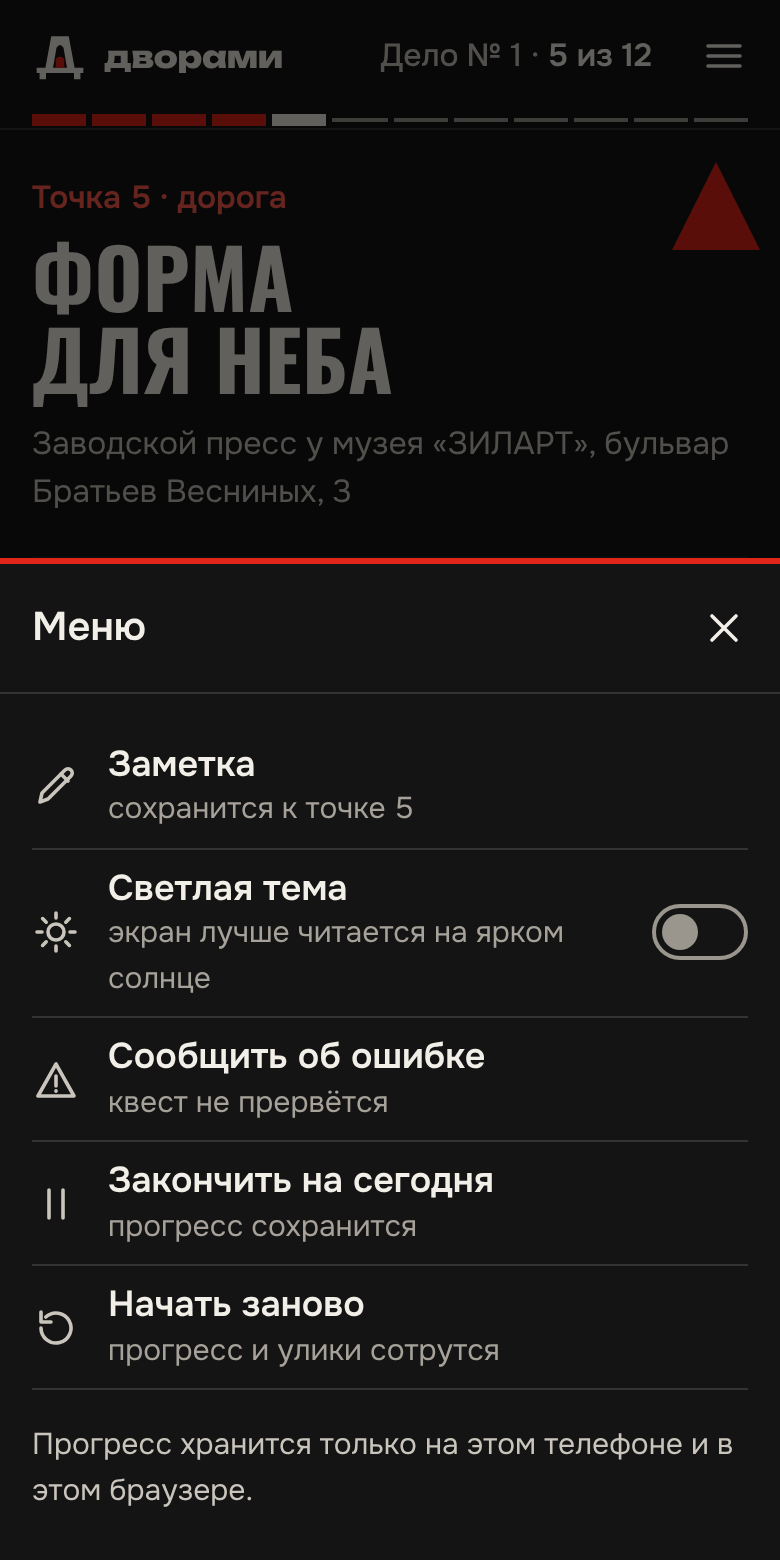 дворами
Дело № 1 · 5 из 12
Точка 5 · дорога
ФОРМА
ДЛЯ НЕБА
Заводской пресс у музея «ЗИЛАРТ», бульвар
Братьев Весниных, 3
Меню
Заметка
сохранится к точке 5
Светлая тема
экран лучше читается на ярком
солнце
Сообщить об ошибке
квест не прервётся
Закончить на сегодня
прогресс сохранится
Начать заново
прогресс и улики сотрутся
Прогресс хранится только на этом телефоне и в
этом браузере.